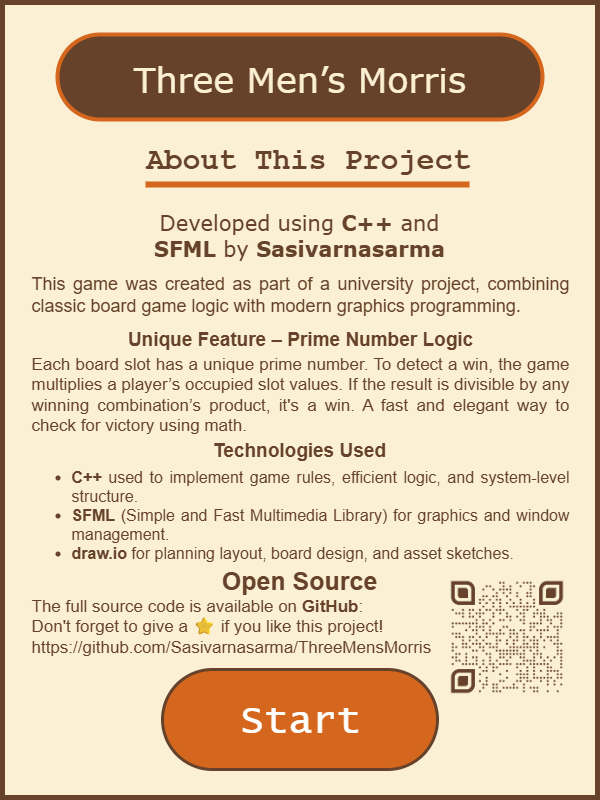 Three Men’s Morris
About This Project
Developed using C++ and
SFML by Sasivarnasarma
This game was created as part of a university project, combining
classic board game logic with modern graphics programming.
Unique Feature – Prime Number Logic
Each board slot has a unique prime number. To detect a win, the game
multiplies a player’s occupied slot values. If the result is divisible by any
winning combination’s product, it's a win. A fast and elegant way to
check for victory using math.
Technologies Used
• C++ used to implement game rules, efficient logic, and system-level
structure.
• SFML (Simple and Fast Multimedia Library) for graphics and window
management.
• draw.io for planning layout, board design, and asset sketches.
Open Source
The full source code is available on GitHub:
Don't forget to give a ⭐ if you like this project!
https://github.com/Sasivarnasarma/ThreeMensMorris
Start